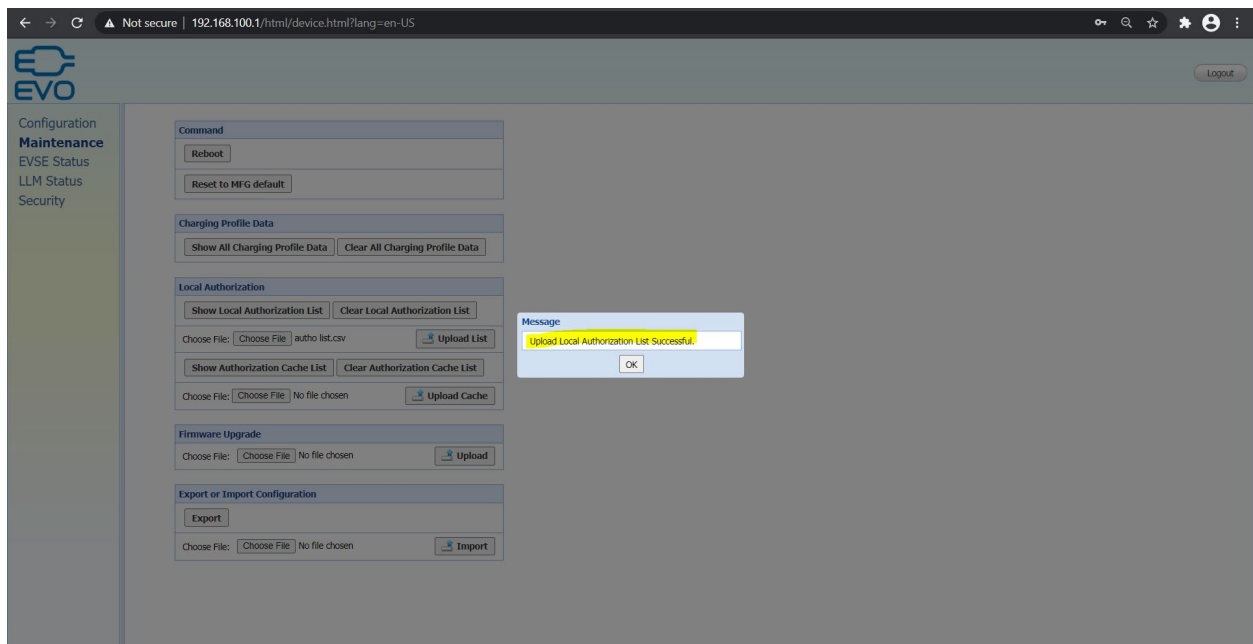 Not secure | 192.168.100.1/html/device.html?lang=en-US
EVO
Logout
Configuration
Maintenance
EVSE Status
LLM Status
Security
Command
Reboot
Reset to MFG default
Charging Profile Data
Show All Charging Profile Data Clear All Charging Profile Data
Local Authorization
Show Local Authorization List Clear Local Authorization List
Choose File: Choose File autho list.csv Upload List
Show Authorization Cache List Clear Authorization Cache List
Choose File: Choose File No file chosen Upload Cache
Firmware Upgrade
Choose File: Choose File No file chosen Upload
Export or Import Configuration
Export
Choose File: Choose File No file chosen Import
Message
Upload Local Authorization List Successful.
OK